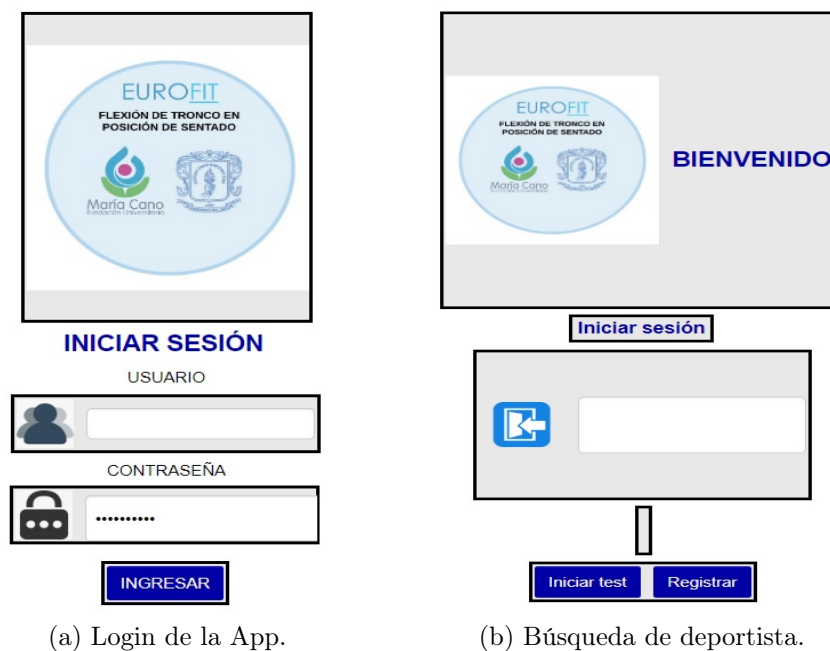 EUROFIT
FLEXIÓN DE TRONCO EN
POSICIÓN DE SENTADO
María Cano
Fundación Universitaria
INICIAR SESIÓN
USUARIO
CONTRASEÑA
••••••••••
INGRESAR
(a) Login de la App.
EUROFIT
FLEXIÓN DE TRONCO EN
POSICIÓN DE SENTADO
María Cano
BIENVENIDO
Iniciar sesión
Iniciar test
Registrar
(b) Búsqueda de deportista.